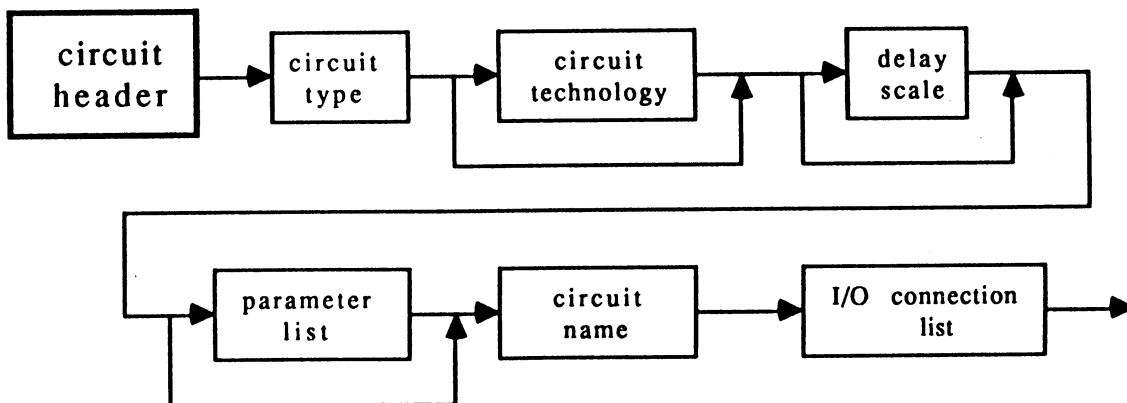 circuit
header
circuit
type
circuit
technology
delay
scale
parameter
list
circuit
name
I/O connection
list